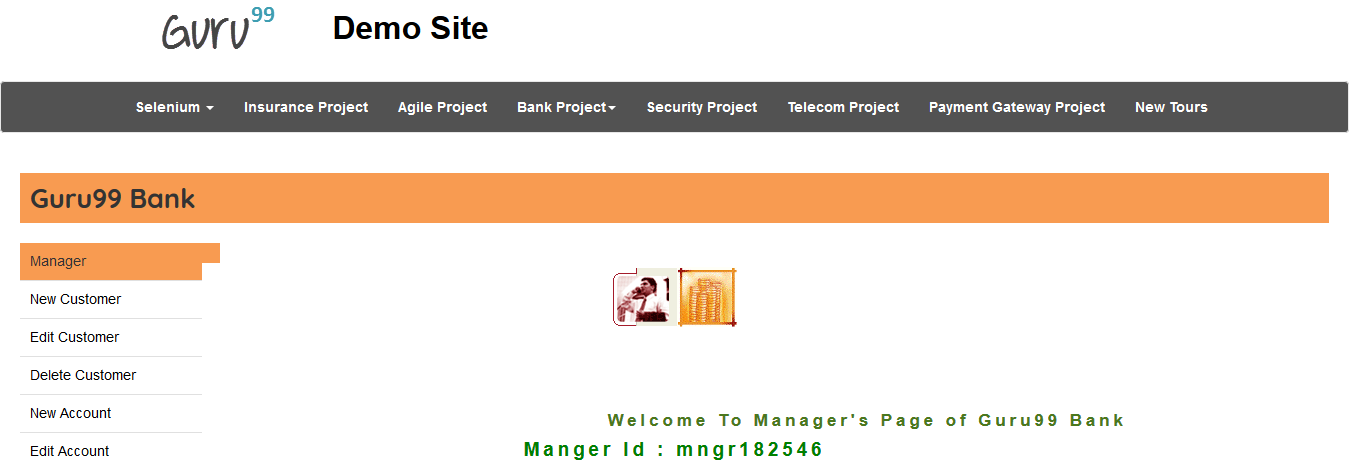 Guru99 Demo Site
Selenium Insurance Project Agile Project Bank Project Security Project Telecom Project Payment Gateway Project New Tours
Guru99 Bank
Manager
New Customer
Edit Customer
Delete Customer
New Account
Edit Account
Welcome To Manager's Page of Guru99 Bank
Manger Id : mngr182546